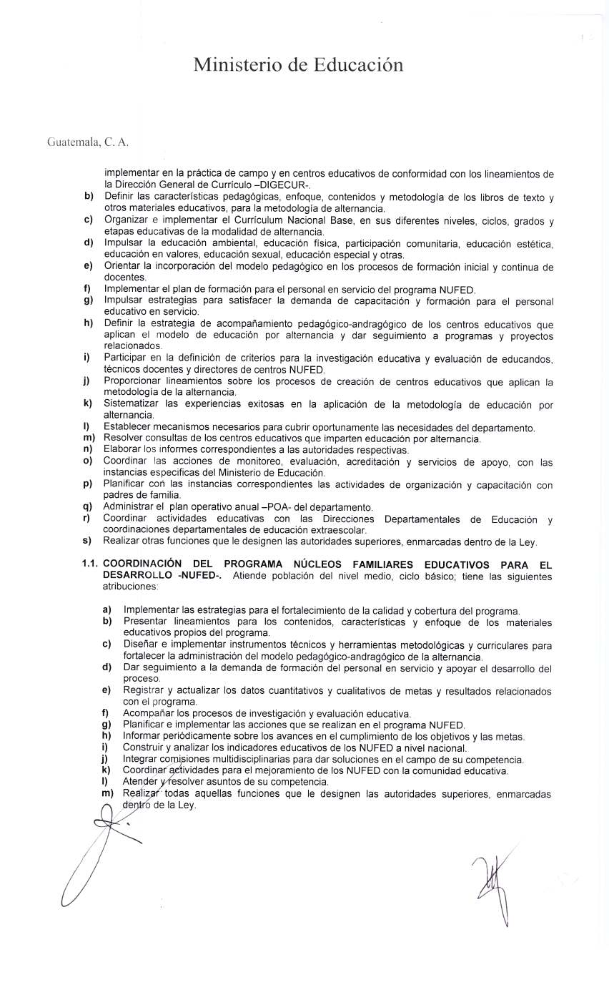 Ministerio de Educación
Guatemala, C. A.
implementar en la práctica de campo y en centros educativos de conformidad con los lineamientos de
la Dirección General de Currículo –DIGECUR-.
b) Definir las características pedagógicas, enfoque, contenidos y metodología de los libros de texto y
otros materiales educativos, para la metodología de alternancia.
c) Organizar e implementar el Currículum Nacional Base, en sus diferentes niveles, ciclos, grados y
etapas educativas de la modalidad de alternancia.
d) Impulsar la educación ambiental, educación física, participación comunitaria, educación estética,
educación en valores, educación sexual, educación especial y otras.
e) Orientar la incorporación del modelo pedagógico en los procesos de formación inicial y continua de
docentes.
f) Implementar el plan de formación para el personal en servicio del programa NUFED.
g) Impulsar estrategias para satisfacer la demanda de capacitación y formación para el personal
educativo en servicio.
h) Definir la estrategia de acompañamiento pedagógico-andragógico de los centros educativos que
aplican el modelo de educación por alternancia y dar seguimiento a programas y proyectos
relacionados.
i) Participar en la definición de criterios para la investigación educativa y evaluación de educandos,
técnicos docentes y directores de centros NUFED.
j) Proporcionar lineamientos sobre los procesos de creación de centros educativos que aplican la
metodología de la alternancia.
k) Sistematizar las experiencias exitosas en la aplicación de la metodología de educación por
alternancia.
l) Establecer mecanismos necesarios para cubrir oportunamente las necesidades del departamento.
m) Resolver consultas de los centros educativos que imparten educación por alternancia.
n) Elaborar los informes correspondientes a las autoridades respectivas.
o) Coordinar las acciones de monitoreo, evaluación, acreditación y servicios de apoyo, con las
instancias especificas del Ministerio de Educación.
p) Planificar con las instancias correspondientes las actividades de organización y capacitación con
padres de familia.
q) Administrar el plan operativo anual –POA- del departamento.
r) Coordinar actividades educativas con las Direcciones Departamentales de Educación y
coordinaciones departamentales de educación extraescolar.
s) Realizar otras funciones que le designen las autoridades superiores, enmarcadas dentro de la Ley.
1.1. COORDINACIÓN DEL PROGRAMA NÚCLEOS FAMILIARES EDUCATIVOS PARA EL
DESARROLLO -NUFED-. Atiende población del nivel medio, ciclo básico; tiene las siguientes
atribuciones:
a) Implementar las estrategias para el fortalecimiento de la calidad y cobertura del programa.
b) Presentar lineamientos para los contenidos, características y enfoque de los materiales
educativos propios del programa.
c) Diseñar e implementar instrumentos técnicos y herramientas metodológicas y curriculares para
fortalecer la administración del modelo pedagógico-andragógico de la alternancia.
d) Dar seguimiento a la demanda de formación del personal en servicio y apoyar el desarrollo del
proceso.
e) Registrar y actualizar los datos cuantitativos y cualitativos de metas y resultados relacionados
con el programa.
f) Acompañar los procesos de investigación y evaluación educativa.
g) Planificar e implementar las acciones que se realizan en el programa NUFED.
h) Informar periódicamente sobre los avances en el cumplimiento de los objetivos y las metas.
i) Construir y analizar los indicadores educativos de los NUFED a nivel nacional.
j) Integrar comisiones multidisciplinarias para dar soluciones en el campo de su competencia.
k) Coordinar actividades para el mejoramiento de los NUFED con la comunidad educativa.
l) Atender y resolver asuntos de su competencia.
m) Realizar todas aquellas funciones que le designen las autoridades superiores, enmarcadas
dentro de la Ley.